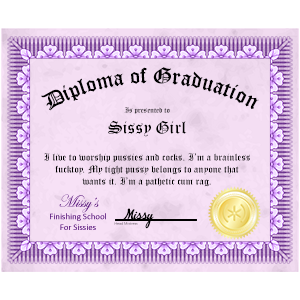 Diploma of Graduation
Is presented to
Sissy Girl
I live to worship pussies and cocks. I'm a brainless
fucktoy. My tight pussy belongs to anyone that
wants it. I'm a pathetic cum rag.
Missy's
Finishing School
For Sissies
Missy